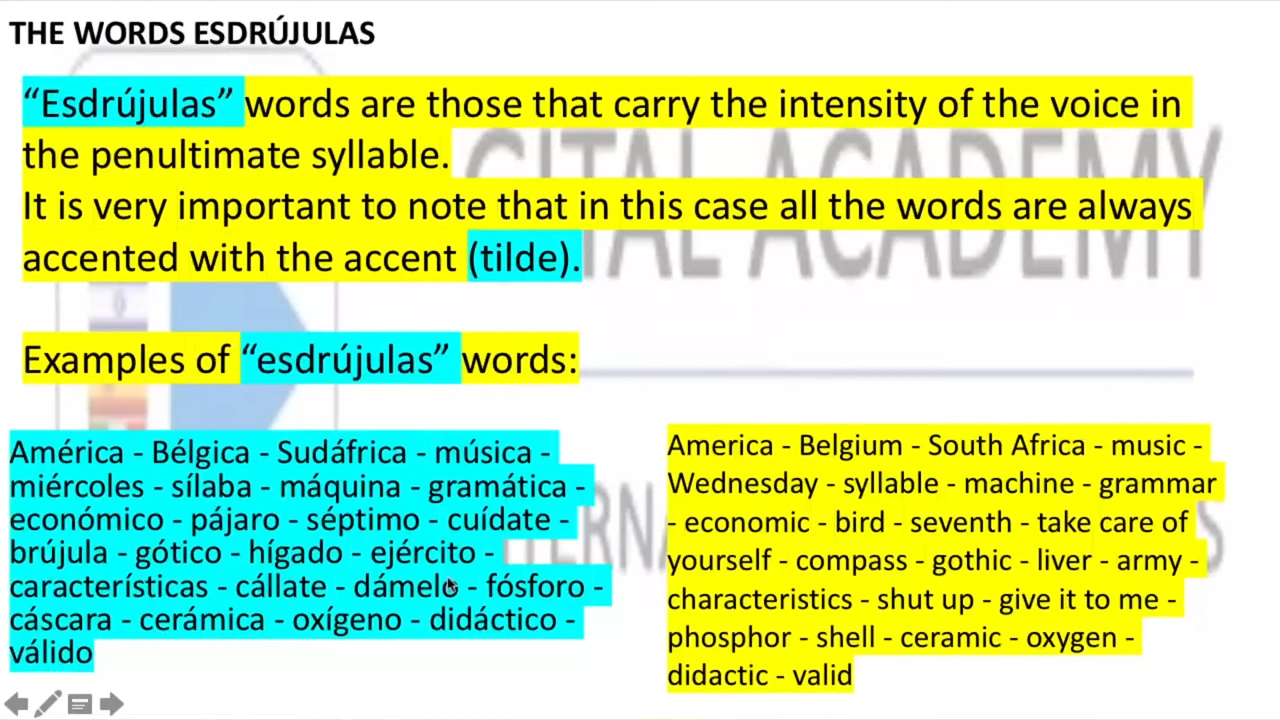 THE WORDS ESDRÚJULAS
“Esdrújulas” words are those that carry the intensity of the voice in
the penultimate syllable.
It is very important to note that in this case all the words are always
accented with the accent (tilde).
Examples of “esdrújulas” words:
América - Bélgica - Sudáfrica - música -
miércoles - sílaba - máquina - gramática -
económico - pájaro - séptimo - cuídate -
brújula - gótico - hígado - ejército -
características - cállate - dámelo - fósforo -
cáscara - cerámica - oxígeno - didáctico -
válido
America - Belgium - South Africa - music -
Wednesday - syllable - machine - grammar
- economic - bird - seventh - take care of
yourself - compass - gothic - liver - army -
characteristics - shut up - give it to me -
phosphor - shell - ceramic - oxygen -
didactic - valid
ACADEMY